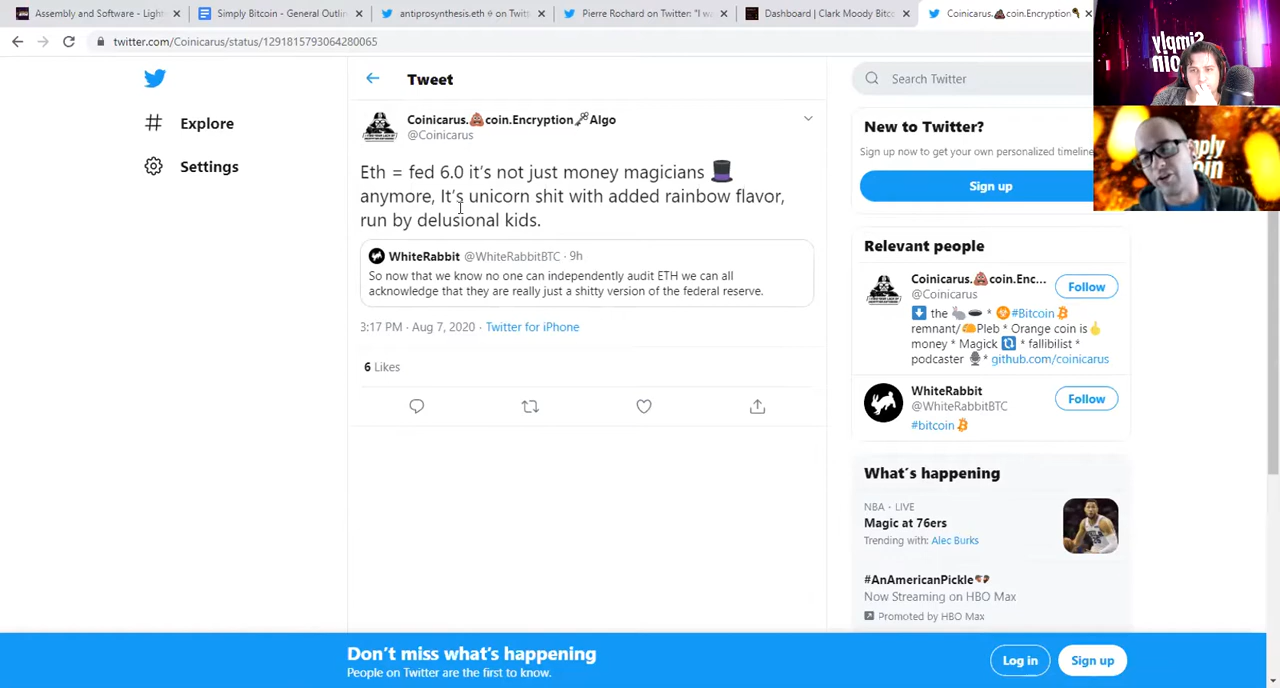 Assembly and Software - Ligh
Simply Bitcoin - General Outlin
antiprosynthesis.eth on Twitt
Pierre Rochard on Twitter: "I w
Dashboard | Clark Moody Bitco
Coinicarus.💩coin.Encryption🗝
twitter.com/Coinicarus/status/1291815793064280065
Explore
Settings
Tweet
Coinicarus.💩coin.Encryption🗝Algo
@Coinicarus
Eth = fed 6.0 it's not just money magicians 🎩
anymore, It's unicorn shit with added rainbow flavor,
run by delusional kids.
WhiteRabbit @WhiteRabbitBTC · 9h
So now that we know no one can independently audit ETH we can all
acknowledge that they are really just a shitty version of the federal reserve.
3:17 PM · Aug 7, 2020 · Twitter for iPhone
6 Likes
Search Twitter
New to Twitter?
Sign up now to get your own personalized timeline
Sign up
Relevant people
Coinicarus.💩coin.Enc...
@Coinicarus
Follow
⬇️ the 🐇🕳 * ☣️#Bitcoin
remnant/🌮Pleb * Orange coin is👆
money * Magick 🔃 * fallibilist *
podcaster 🎙* github.com/coinicarus
WhiteRabbit
@WhiteRabbitBTC
Follow
#bitcoin
What's happening
NBA · LIVE
Magic at 76ers
Trending with: Alec Burks
#AnAmericanPickle
Now Streaming on HBO Max
Promoted by HBO Max
Don't miss what's happening
People on Twitter are the first to know.
Log in
Sign up